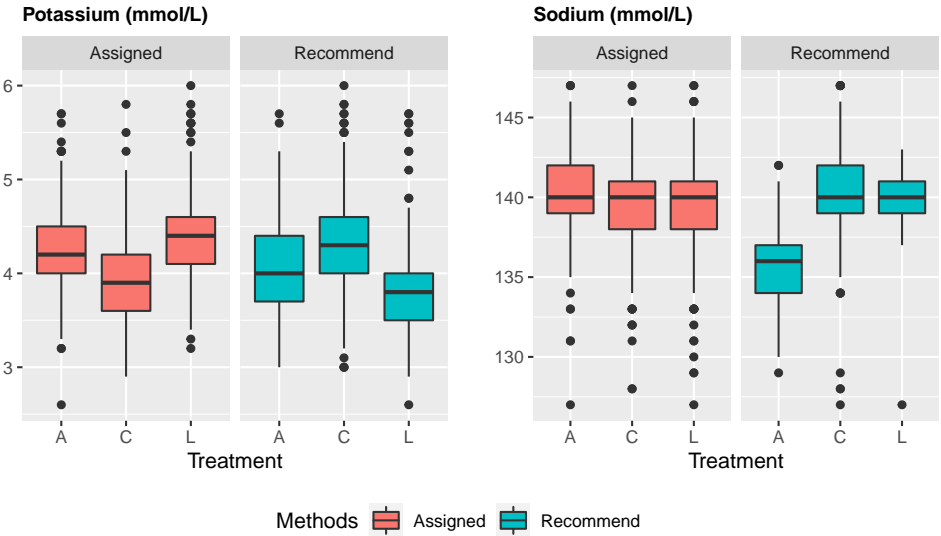 Potassium (mmol/L)
Assigned Recommend
6
5
4
3
A C L A C L
Treatment
Sodium (mmol/L)
Assigned Recommend
145
140
135
130
A C L A C L
Treatment
Methods Assigned Recommend